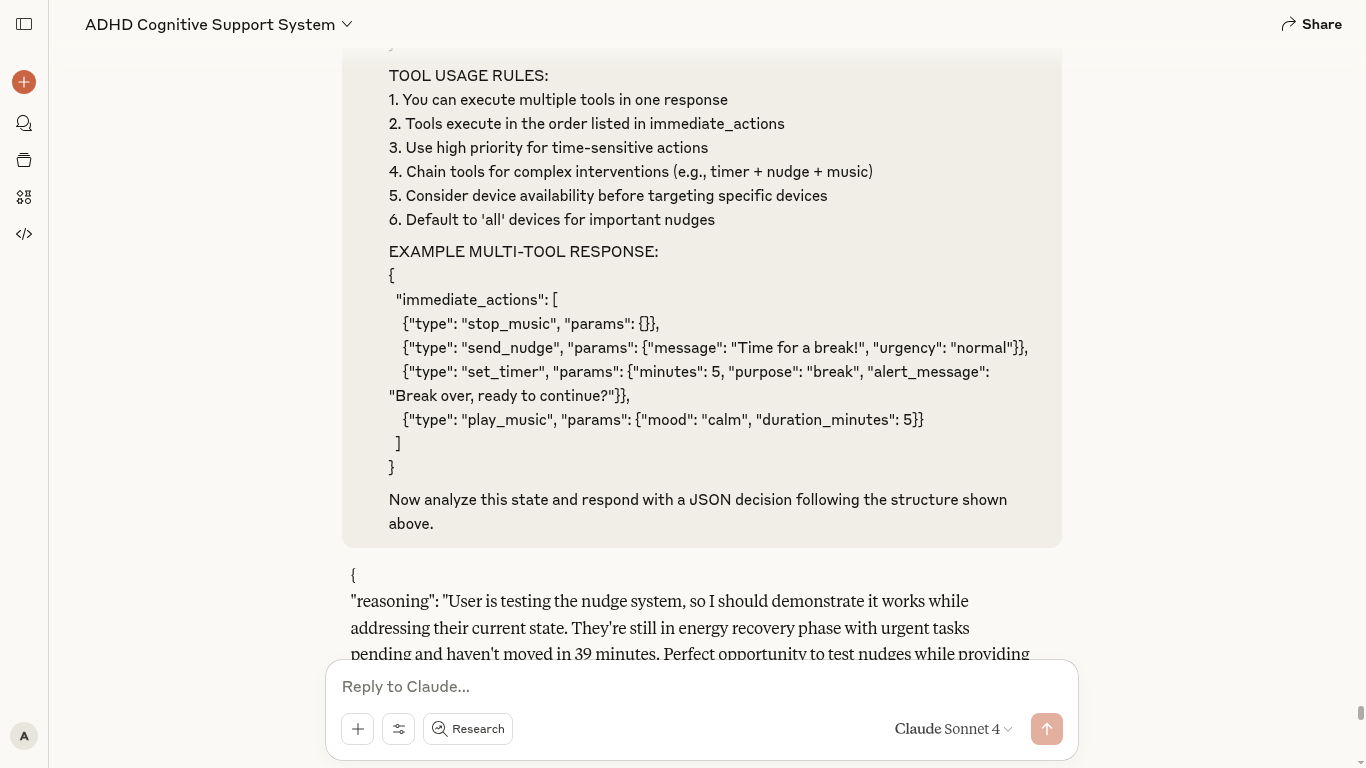 ADHD Cognitive Support System
Share
TOOL USAGE RULES:
1. You can execute multiple tools in one response
2. Tools execute in the order listed in immediate_actions
3. Use high priority for time-sensitive actions
4. Chain tools for complex interventions (e.g., timer + nudge + music)
5. Consider device availability before targeting specific devices
6. Default to 'all' devices for important nudges
EXAMPLE MULTI-TOOL RESPONSE:
{
"immediate_actions": [
{"type": "stop_music", "params": {}},
{"type": "send_nudge", "params": {"message": "Time for a break!", "urgency": "normal"}},
{"type": "set_timer", "params": {"minutes": 5, "purpose": "break", "alert_message":
"Break over, ready to continue?"}},
{"type": "play_music", "params": {"mood": "calm", "duration_minutes": 5}}
]
}
Now analyze this state and respond with a JSON decision following the structure shown
above.
{
"reasoning": "User is testing the nudge system, so I should demonstrate it works while
addressing their current state. They're still in energy recovery phase with urgent tasks
pending and haven't moved in 39 minutes. Perfect opportunity to test nudges while providing
Reply to Claude...
Research
Claude Sonnet 4
A